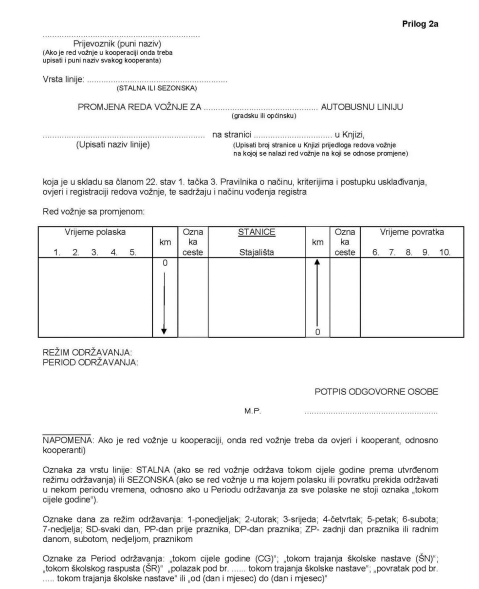 Prilog 2a
..............................................................
Prijevoznik (puni naziv)
(Ako je red vožnje u kooperaciji onda treba
upisati i puni naziv svakog kooperanta)
Vrsta linije: ........................................................
(STALNA ILI SEZONSKA)
PROMJENA REDA VOŽNJE ZA ............................................. AUTOBUSNU LINIJU
(gradsku ili općinsku)
................................................................ na stranici ............................... u Knjizi,
(Upisati naziv linije) (Upisati broj stranice u Knjizi prijedloga redova vožnje
na kojoj se nalazi red vožnje na koji se odnose promjene)
koja je u skladu sa članom 22. stav 1. tačka 3. Pravilnika o načinu, kriterijima i postupku usklađivanja,
ovjeri i registraciji redova vožnje, te sadržaju i načinu vođenja registra
Red vožnje sa promjenom:
Vrijeme polaska km Ozna STANICE km Ozna Vrijeme povratka
ka ka
1. 2. 3. 4. 5. ceste Stajališta ceste 6. 7. 8. 9. 10.
0
0
REŽIM ODRŽAVANJA:
PERIOD ODRŽAVANJA:
POTPIS ODGOVORNE OSOBE
M.P. .....................................................
NAPOMENA: Ako je red vožnje u kooperaciji, onda red vožnje treba da ovjeri i kooperant, odnosno
kooperanti)
Oznaka za vrstu linije: STALNA (ako se red vožnje održava tokom cijele godine prema utvrđenom
režimu održavanja) ili SEZONSKA (ako se red vožnje u ma kojem polasku ili povratku prekida održavati
u nekom periodu vremena, odnosno ako u Periodu održavanja za sve polaske ne stoji oznaka „tokom
cijele godine“).
Oznake dana za režim održavanja: 1-ponedjeljak; 2-utorak; 3-srijeda; 4-četvrtak; 5-petak; 6-subota;
7-nedjelja; SD-svaki dan, PP-dan prije praznika, DP-dan praznika; ZP- zadnji dan praznika ili radnim
danom, subotom, nedjeljom, praznikom
Oznake za Period održavanja: „tokom cijele godine (CG)“; „tokom trajanja školske nastave (ŠN)“;
„tokom školskog raspusta (ŠR)“ „polazak pod br. ...... tokom trajanja školske nastave“; „povratak pod br.
..... tokom trajanja školske nastave“ ili „od (dan i mjesec) do (dan i mjesec)“